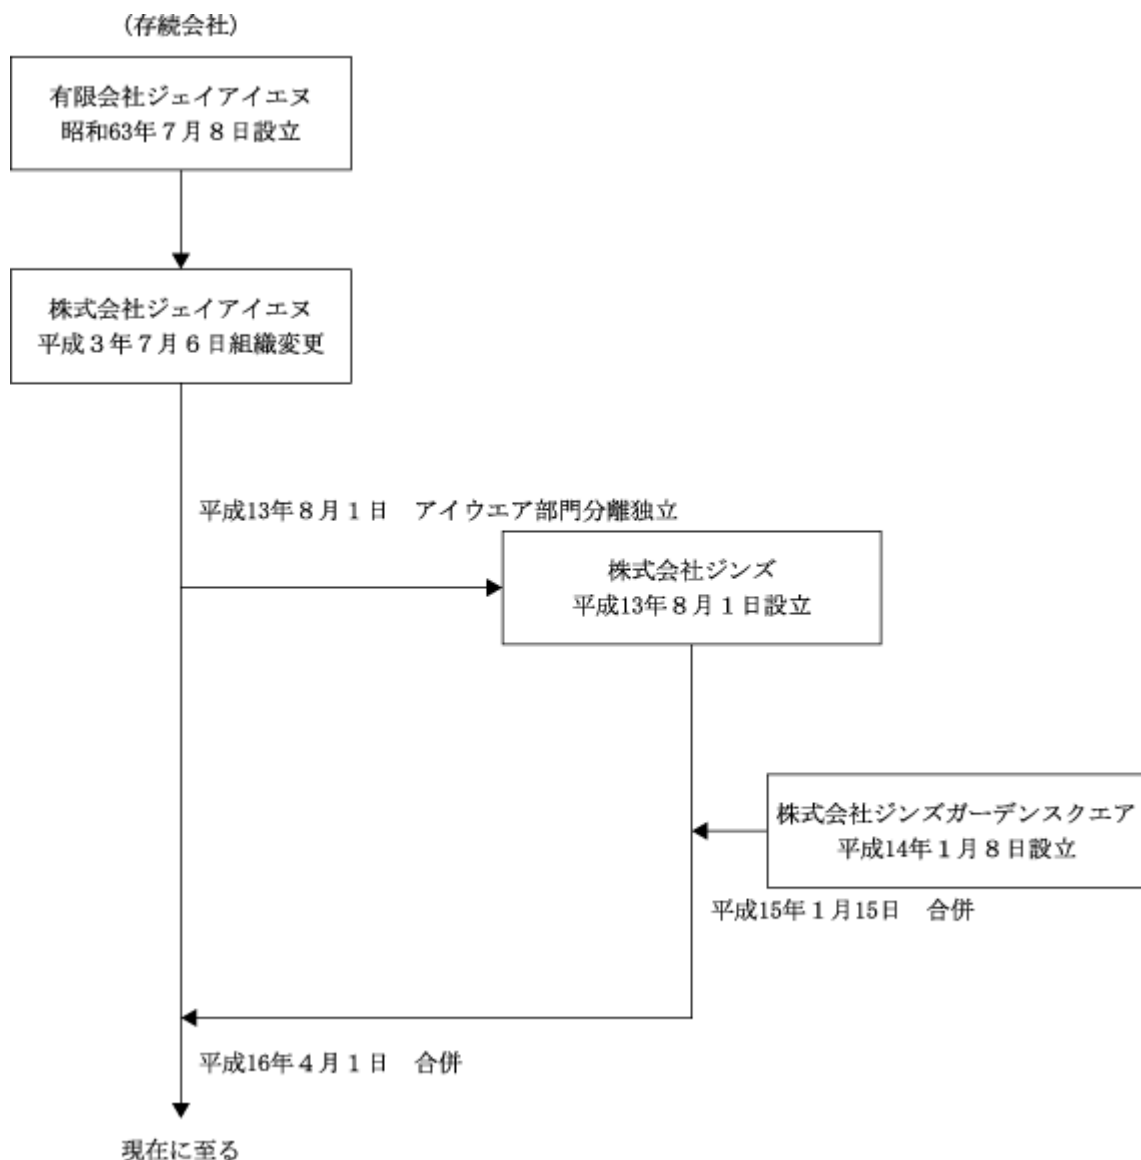 (存続会社)
有限会社ジェイアイエヌ
昭和63年７月８日設立
株式会社ジェイアイエヌ
平成３年７月６日組織変更
平成13年８月１日　アイウエア部門分離独立
株式会社ジンズ
平成13年８月１日設立
株式会社ジンズガーデンスクエア
平成14年１月８日設立
平成15年１月15日　合併
平成16年４月１日　合併
現在に至る